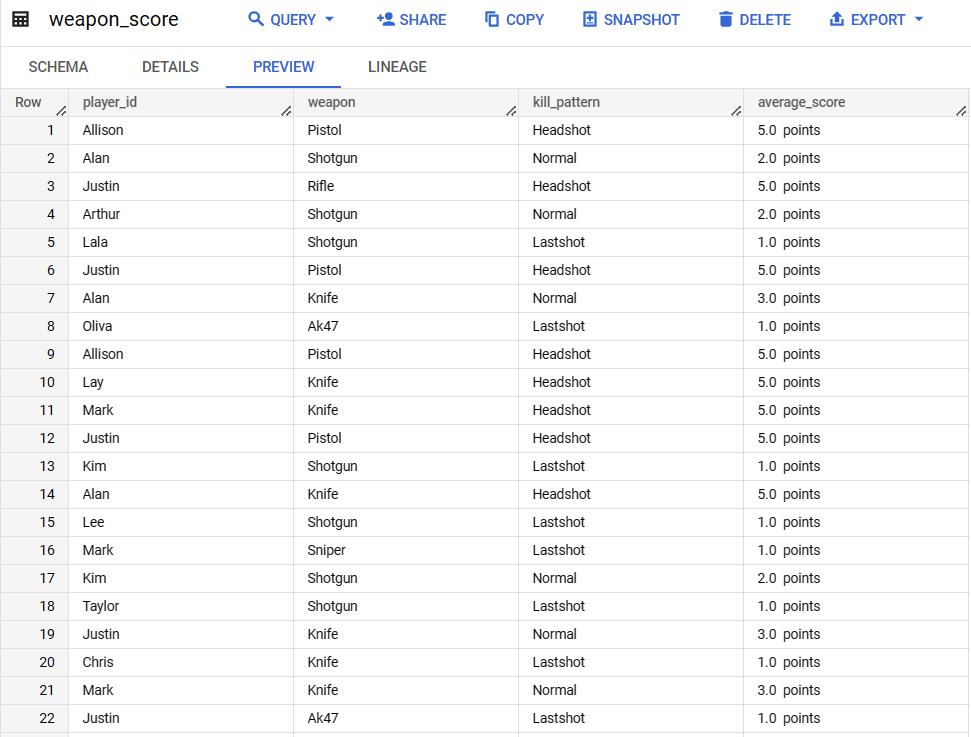 weapon_score QUERY SHARE COPY SNAPSHOT DELETE EXPORT
SCHEMA DETAILS PREVIEW LINEAGE
Row player_id weapon kill_pattern average_score
1 Allison Pistol Headshot 5.0 points
2 Alan Shotgun Normal 2.0 points
3 Justin Rifle Headshot 5.0 points
4 Arthur Shotgun Normal 2.0 points
5 Lala Shotgun Lastshot 1.0 points
6 Justin Pistol Headshot 5.0 points
7 Alan Knife Normal 3.0 points
8 Oliva Ak47 Lastshot 1.0 points
9 Allison Pistol Headshot 5.0 points
10 Lay Knife Headshot 5.0 points
11 Mark Knife Headshot 5.0 points
12 Justin Pistol Headshot 5.0 points
13 Kim Shotgun Lastshot 1.0 points
14 Alan Knife Headshot 5.0 points
15 Lee Shotgun Lastshot 1.0 points
16 Mark Sniper Lastshot 1.0 points
17 Kim Shotgun Normal 2.0 points
18 Taylor Shotgun Lastshot 1.0 points
19 Justin Knife Normal 3.0 points
20 Chris Knife Lastshot 1.0 points
21 Mark Knife Normal 3.0 points
22 Justin Ak47 Lastshot 1.0 points